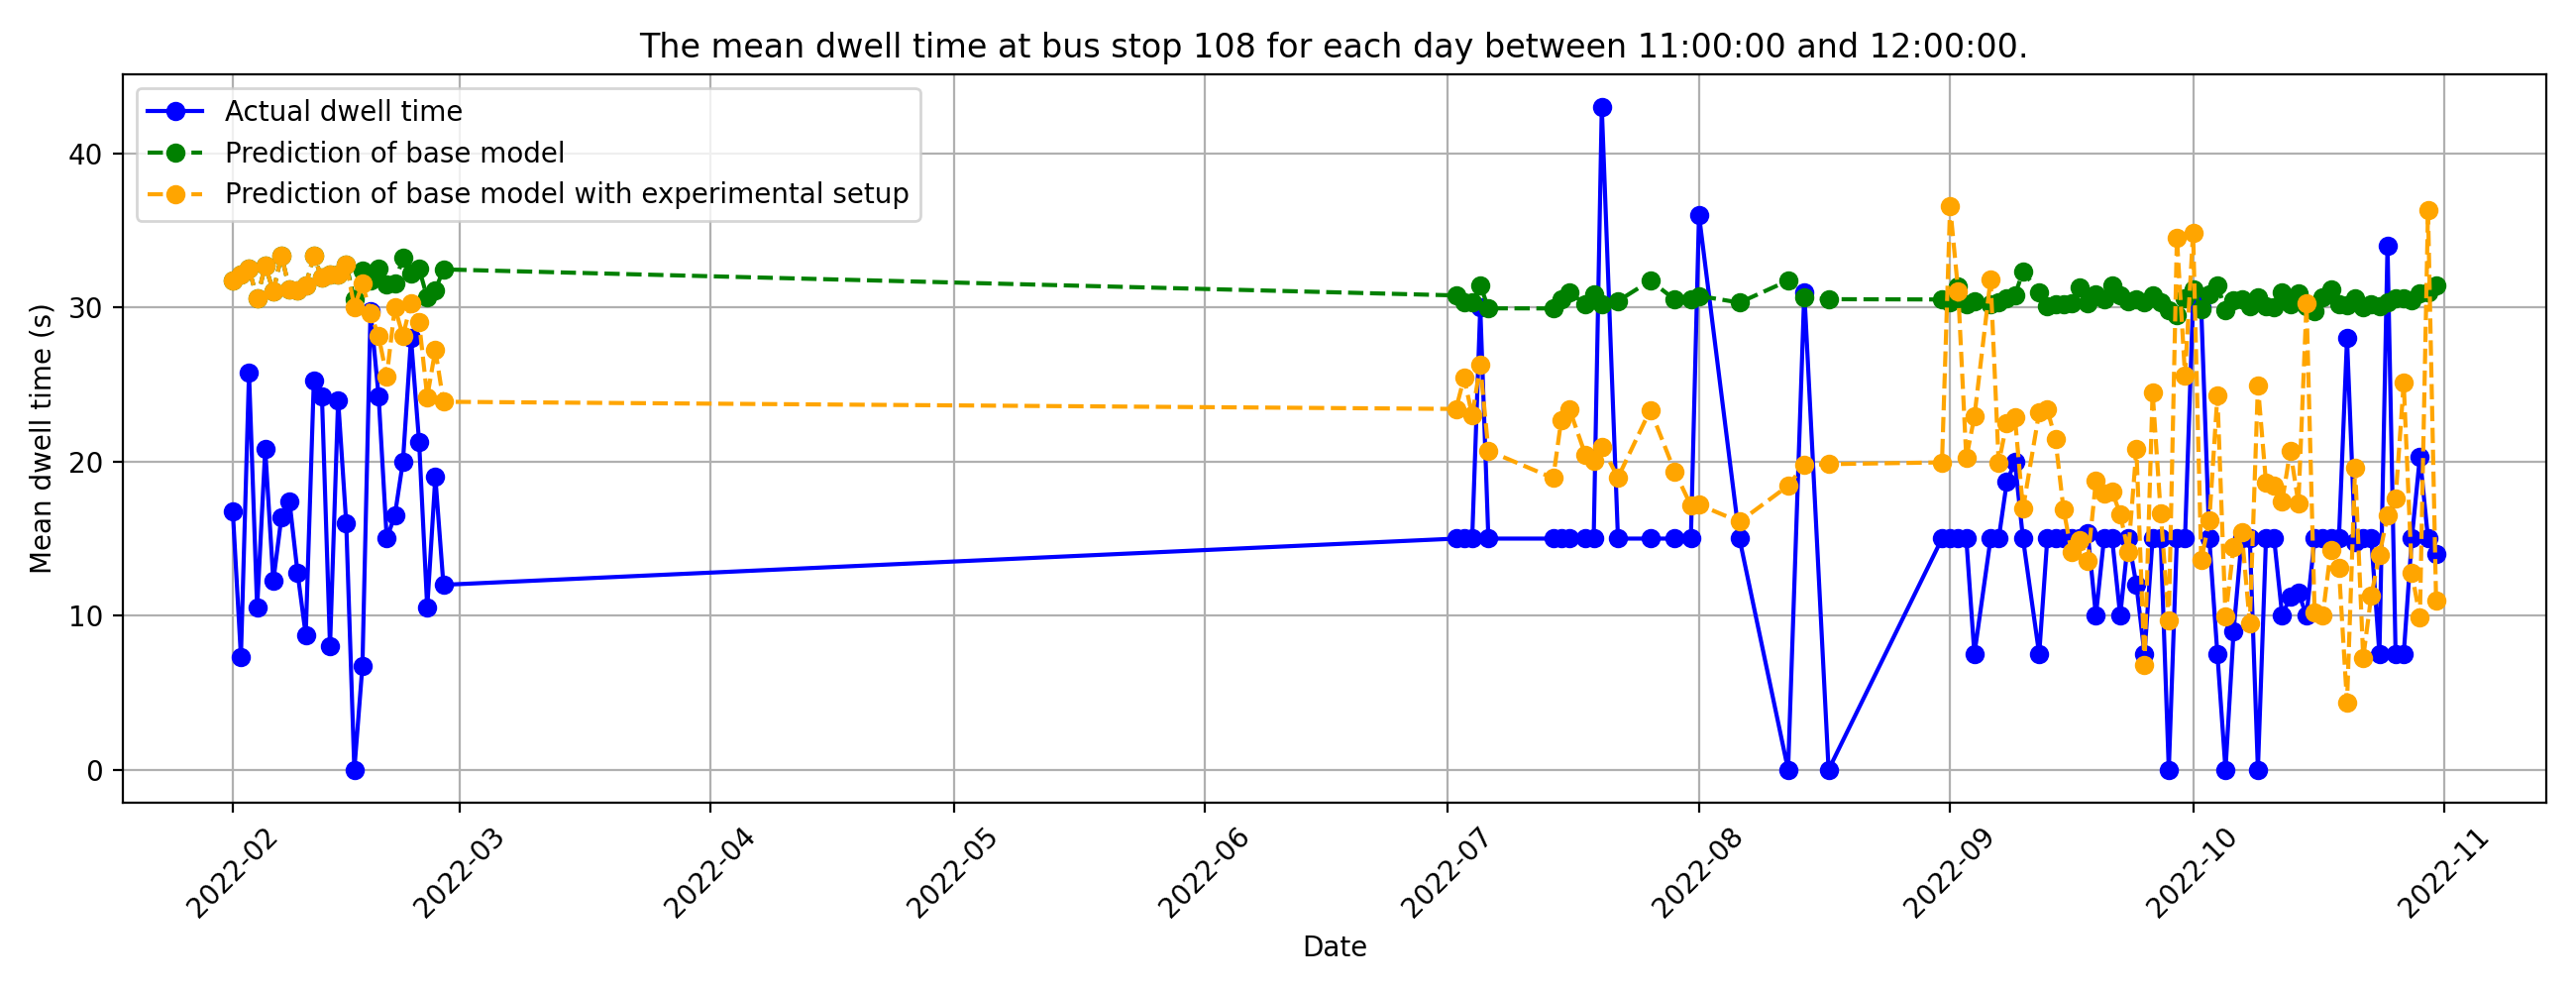 The mean dwell time at bus stop 108 for each day between 11:00:00 and 12:00:00.
Actual dwell time
Prediction of base model
Prediction of base model with experimental setup
Mean dwell time (s)
40
30
20
10
0
2022-02
2022-03
2022-04
2022-05
2022-06
2022-07
2022-08
2022-09
2022-10
2022-11
Date